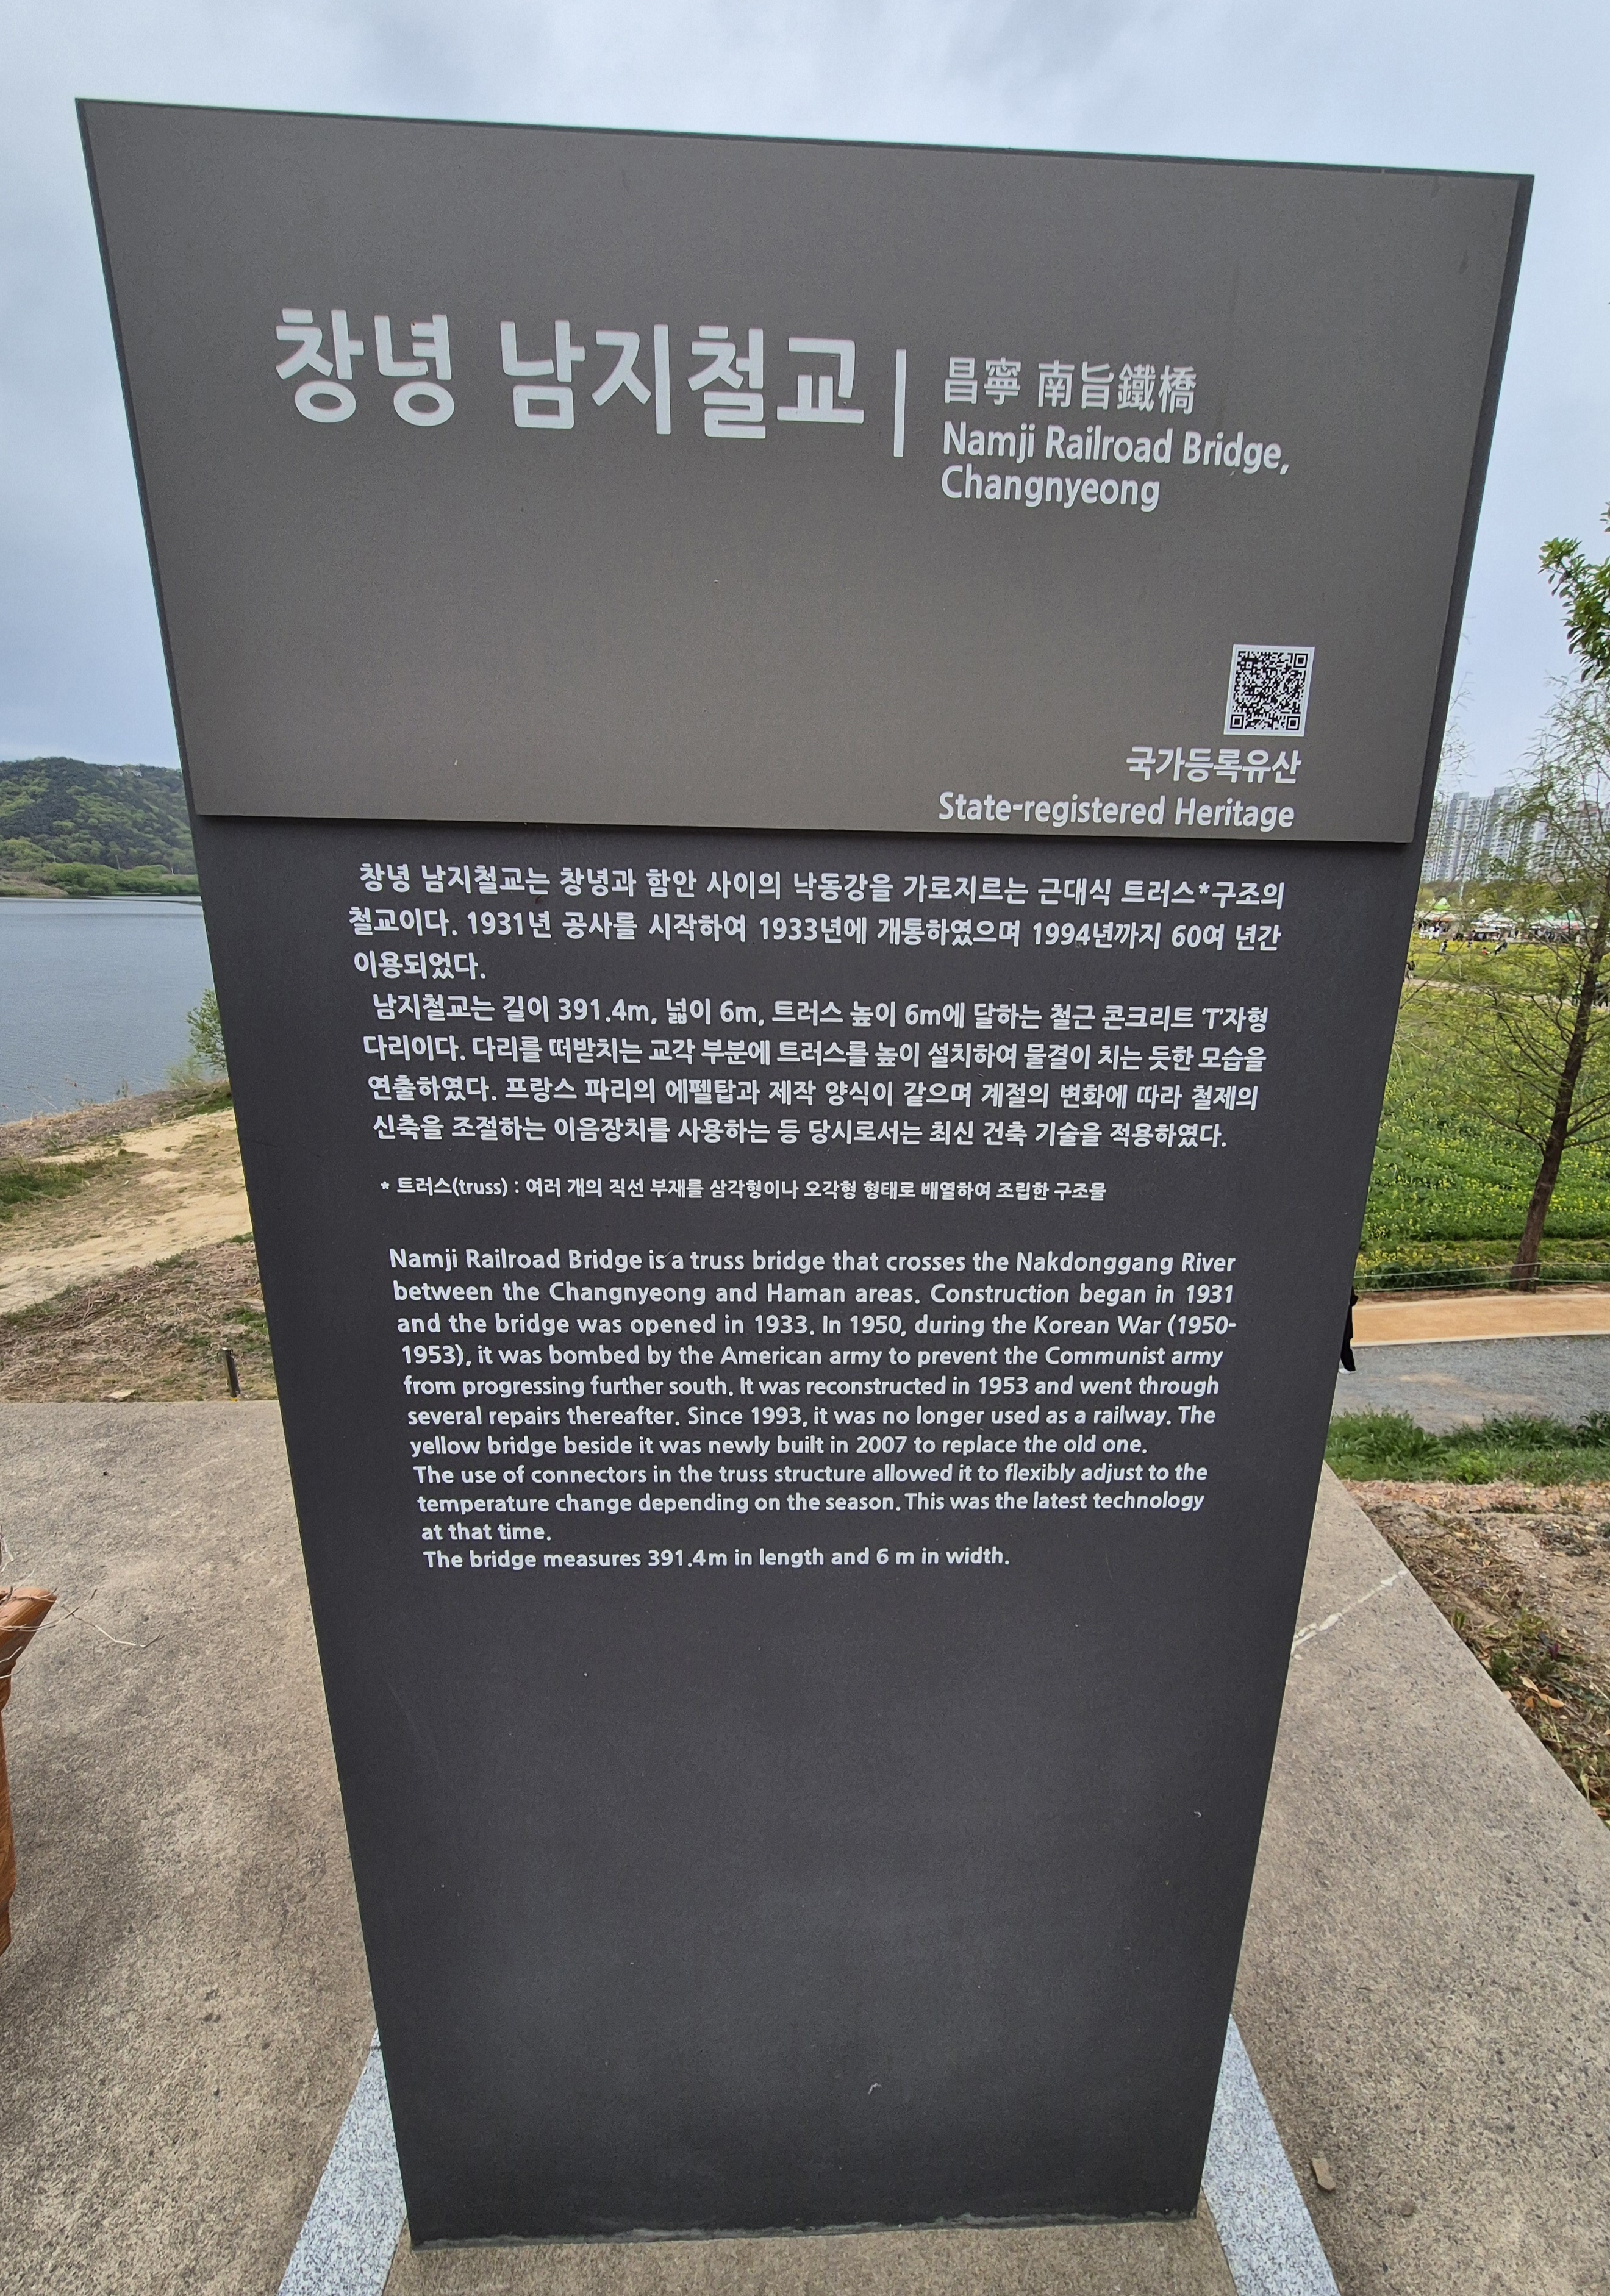 창녕 남지철교
昌寧 南旨鐵橋
Namji Railroad Bridge,
Changnyeong
국가등록유산
State-registered Heritage
창녕 남지철교는 창녕과 함안 사이의 낙동강을 가로지르는 근대식 트러스*구조의
철교이다. 1931년 공사를 시작하여 1933년에 개통하였으며 1994년까지 60여 년간
이용되었다.
남지철교는 길이 391.4m, 넓이 6m, 트러스 높이 6m에 달하는 철근 콘크리트 ‘T’자형
다리이다. 다리를 떠받치는 교각 부분에 트러스를 높이 설치하여 물결이 치는 듯한 모습을
연출하였다. 프랑스 파리의 에펠탑과 제작 양식이 같으며 계절의 변화에 따라 철제의
신축을 조절하는 이음장치를 사용하는 등 당시로서는 최신 건축 기술을 적용하였다.
* 트러스(truss) : 여러 개의 직선 부재를 삼각형이나 오각형 형태로 배열하여 조립한 구조물
Namji Railroad Bridge is a truss bridge that crosses the Nakdonggang River
between the Changnyeong and Haman areas. Construction began in 1931
and the bridge was opened in 1933. In 1950, during the Korean War (1950-
1953), it was bombed by the American army to prevent the Communist army
from progressing further south. It was reconstructed in 1953 and went through
several repairs thereafter. Since 1993, it was no longer used as a railway. The
yellow bridge beside it was newly built in 2007 to replace the old one.
The use of connectors in the truss structure allowed it to flexibly adjust to the
temperature change depending on the season. This was the latest technology
at that time.
The bridge measures 391.4m in length and 6 m in width.